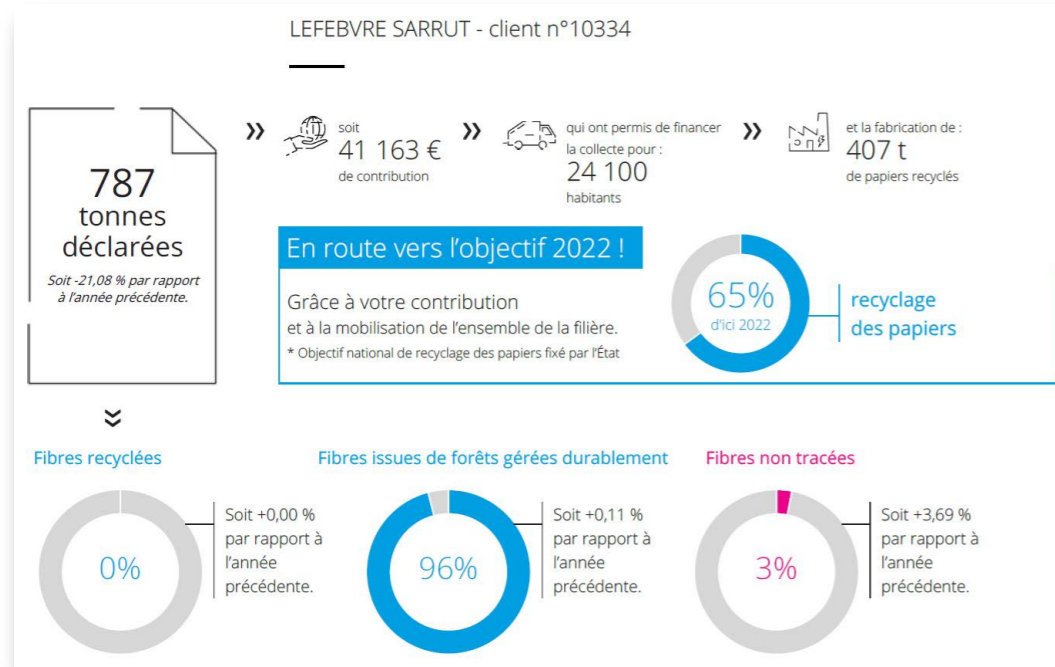 LEFEBVRE SARRUT - client n°10334
787
tonnes
déclarées
Soit -21,08 % par rapport
à l'année précédente.
soit
41 163 €
de contribution
qui ont permis de financer
la collecte pour :
24 100
habitants
et la fabrication de :
407 t
de papiers recyclés
En route vers l'objectif 2022 !
Grâce à votre contribution
et à la mobilisation de l'ensemble de la filière.
* Objectif national de recyclage des papiers fixé par l'État
65%
d'ici 2022
recyclage
des papiers
Fibres recyclées
0%
Soit +0,00 %
par rapport à
l'année
précédente.
Fibres issues de forêts gérées durablement
96%
Soit +0,11 %
par rapport à
l'année
précédente.
Fibres non tracées
3%
Soit +3,69 %
par rapport à
l'année
précédente.